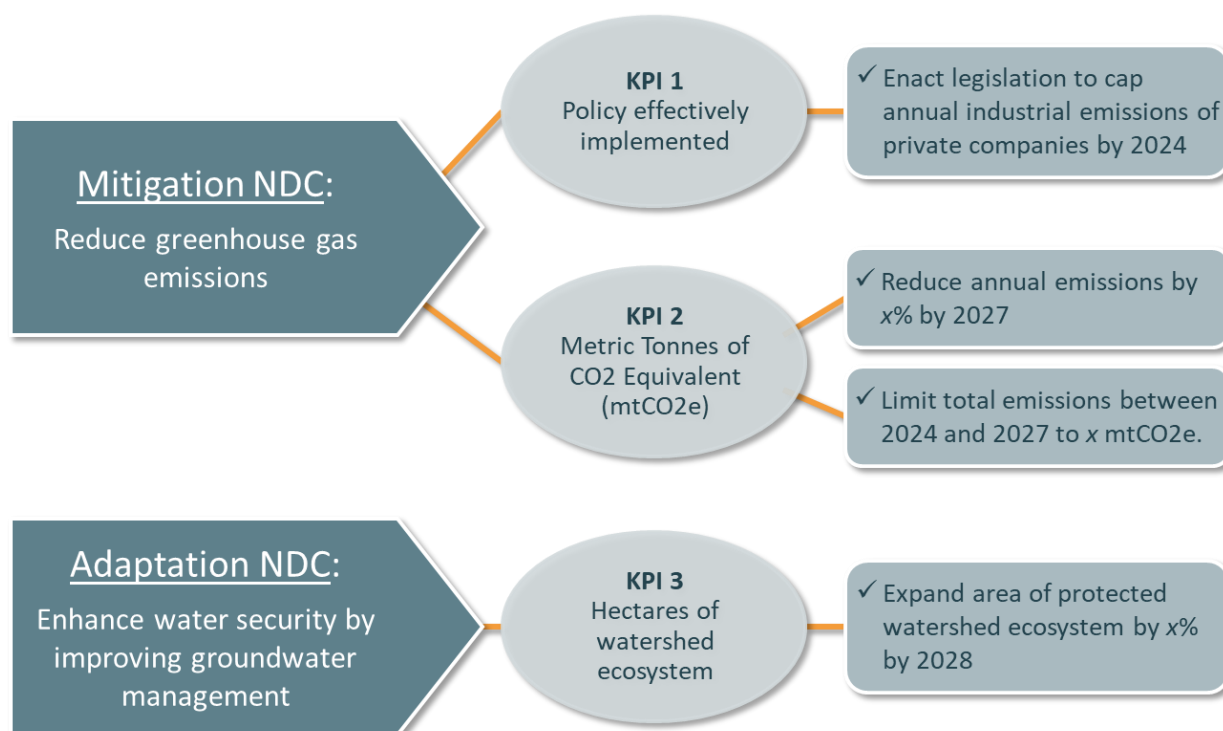 Mitigation NDC:
Reduce greenhouse gas
emissions
KPI 1
Policy effectively
implemented
✓ Enact legislation to cap
annual industrial emissions of
private companies by 2024
KPI 2
Metric Tonnes of
CO2 Equivalent
(mtCO2e)
✓ Reduce annual emissions by
x% by 2027
✓ Limit total emissions between
2024 and 2027 to x mtCO2e.
Adaptation NDC:
Enhance water security by
improving groundwater
management
KPI 3
Hectares of
watershed
ecosystem
✓ Expand area of protected
watershed ecosystem by x%
by 2028